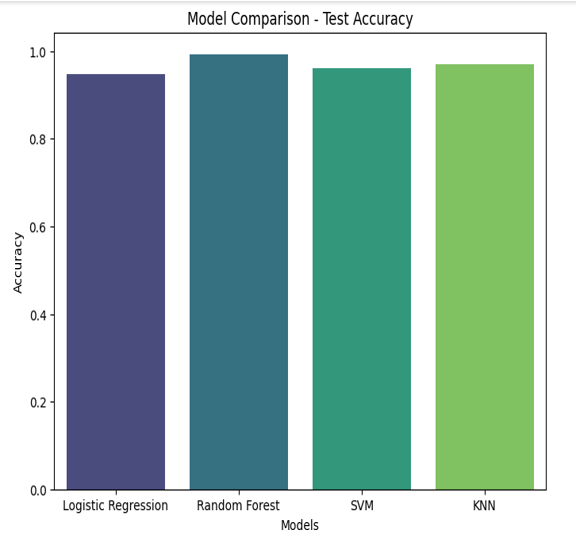 Model Comparison - Test Accuracy
1.0
0.8
0.6
0.4
0.2
0.0
Accuracy
Logistic Regression
Random Forest
SVM
KNN
Models